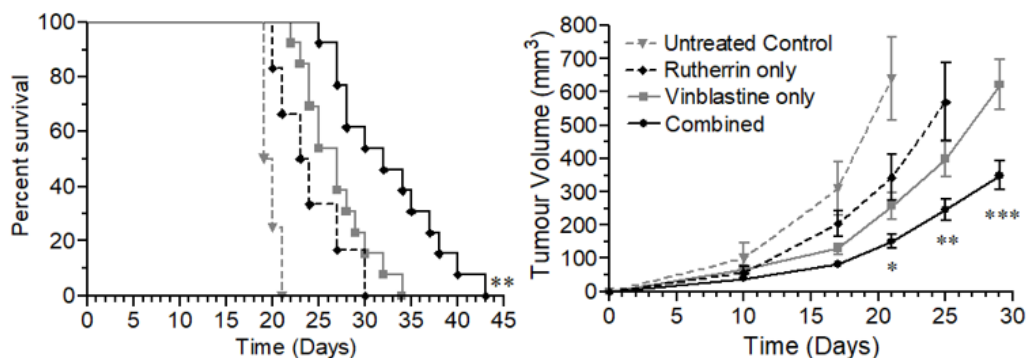 100
80
60
40
20
0
Percent survival
0 5 10 15 20 25 30 35 40 45
Time (Days)
**
800
700
600
500
400
300
200
100
0
Tumour Volume (mm³)
Untreated Control
Rutherrin only
Vinblastine only
Combined
*
**
***
0 5 10 15 20 25 30
Time (Days)